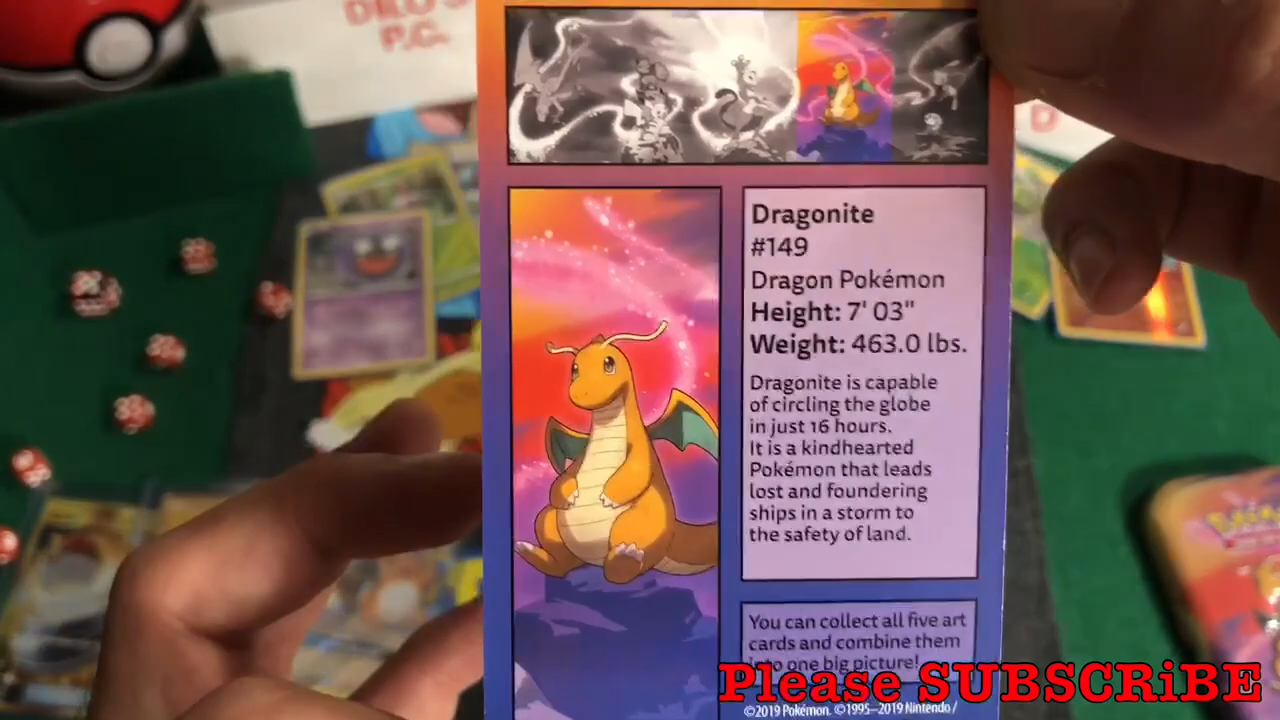 P.C.
Dragonite
#149
Dragon Pokémon
Height: 7' 03"
Weight: 463.0 lbs.
Dragonite is capable
of circling the globe
in just 16 hours.
It is a kindhearted
Pokémon that leads
lost and foundering
ships in a storm to
the safety of land.
You can collect all five art
cards and combine them
into one big picture!
Please SUBSCRiBE
©2019 Pokémon. ©1995–2019 Nintendo /